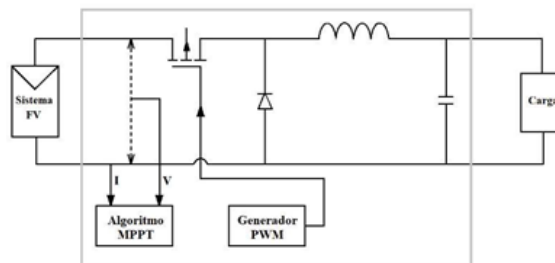 Sistema
FV
Carga
I
V
Algoritmo
MPPT
Generador
PWM